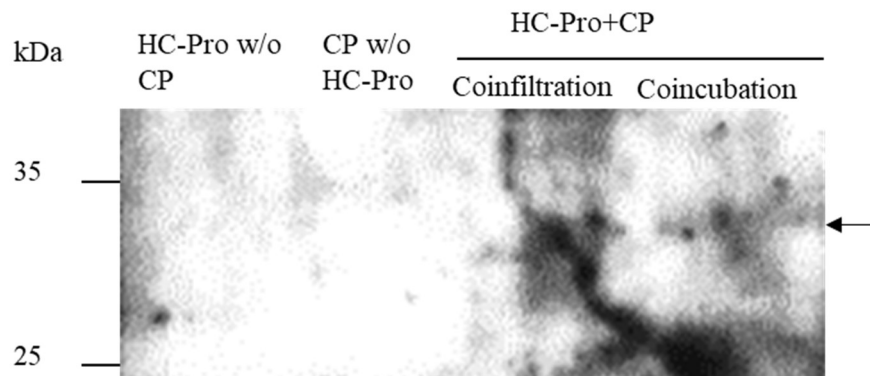 HC-Pro+CP
kDa
HC-Pro w/o
CP
CP w/o
HC-Pro
Coinfiltration
Coincubation
35
25